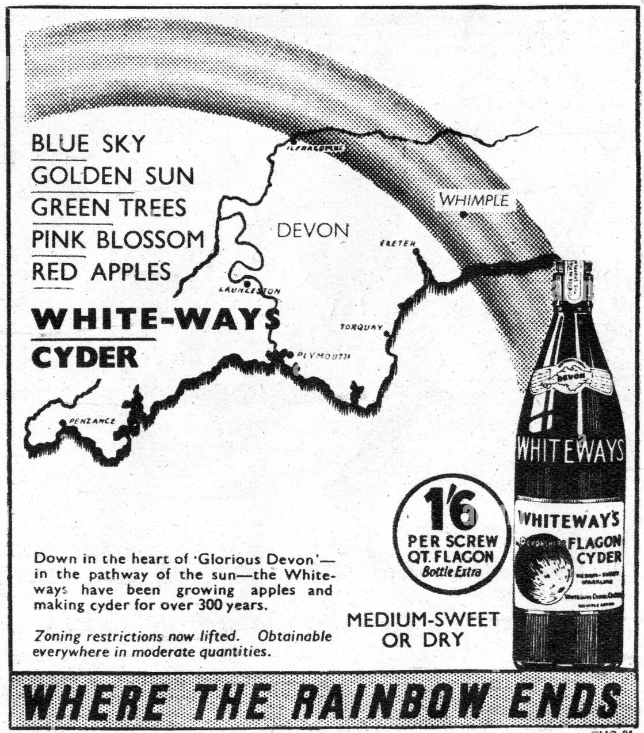 BLUE SKY
GOLDEN SUN
GREEN TREES
PINK BLOSSOM
RED APPLES
WHITE-WAYS
CYDER
ILFRACOMBE
WHIMPLE
DEVON
EXETER
LAUNCESTON
TORQUAY
PLYMOUTH
PENZANCE
DEVON
WHITEWAYS
WHITEWAY'S
FLAGON
CYDER
1'6
PER SCREW
QT. FLAGON
Bottle Extra
Down in the heart of 'Glorious Devon'—
in the pathway of the sun—the White-
ways have been growing apples and
making cyder for over 300 years.
Zoning restrictions now lifted. Obtainable
everywhere in moderate quantities.
MEDIUM-SWEET
OR DRY
WHERE THE RAINBOW ENDS